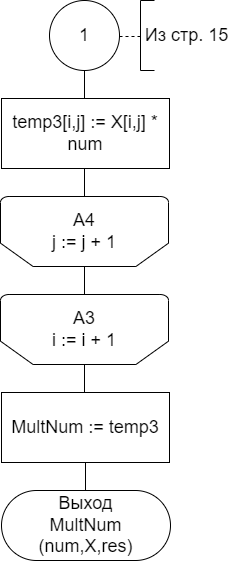 1
Из стр. 15
temp3[i,j] := X[i,j] *
num
A4
j := j + 1
A3
i := i + 1
MultNum := temp3
Выход
MultNum
(num,X,res)